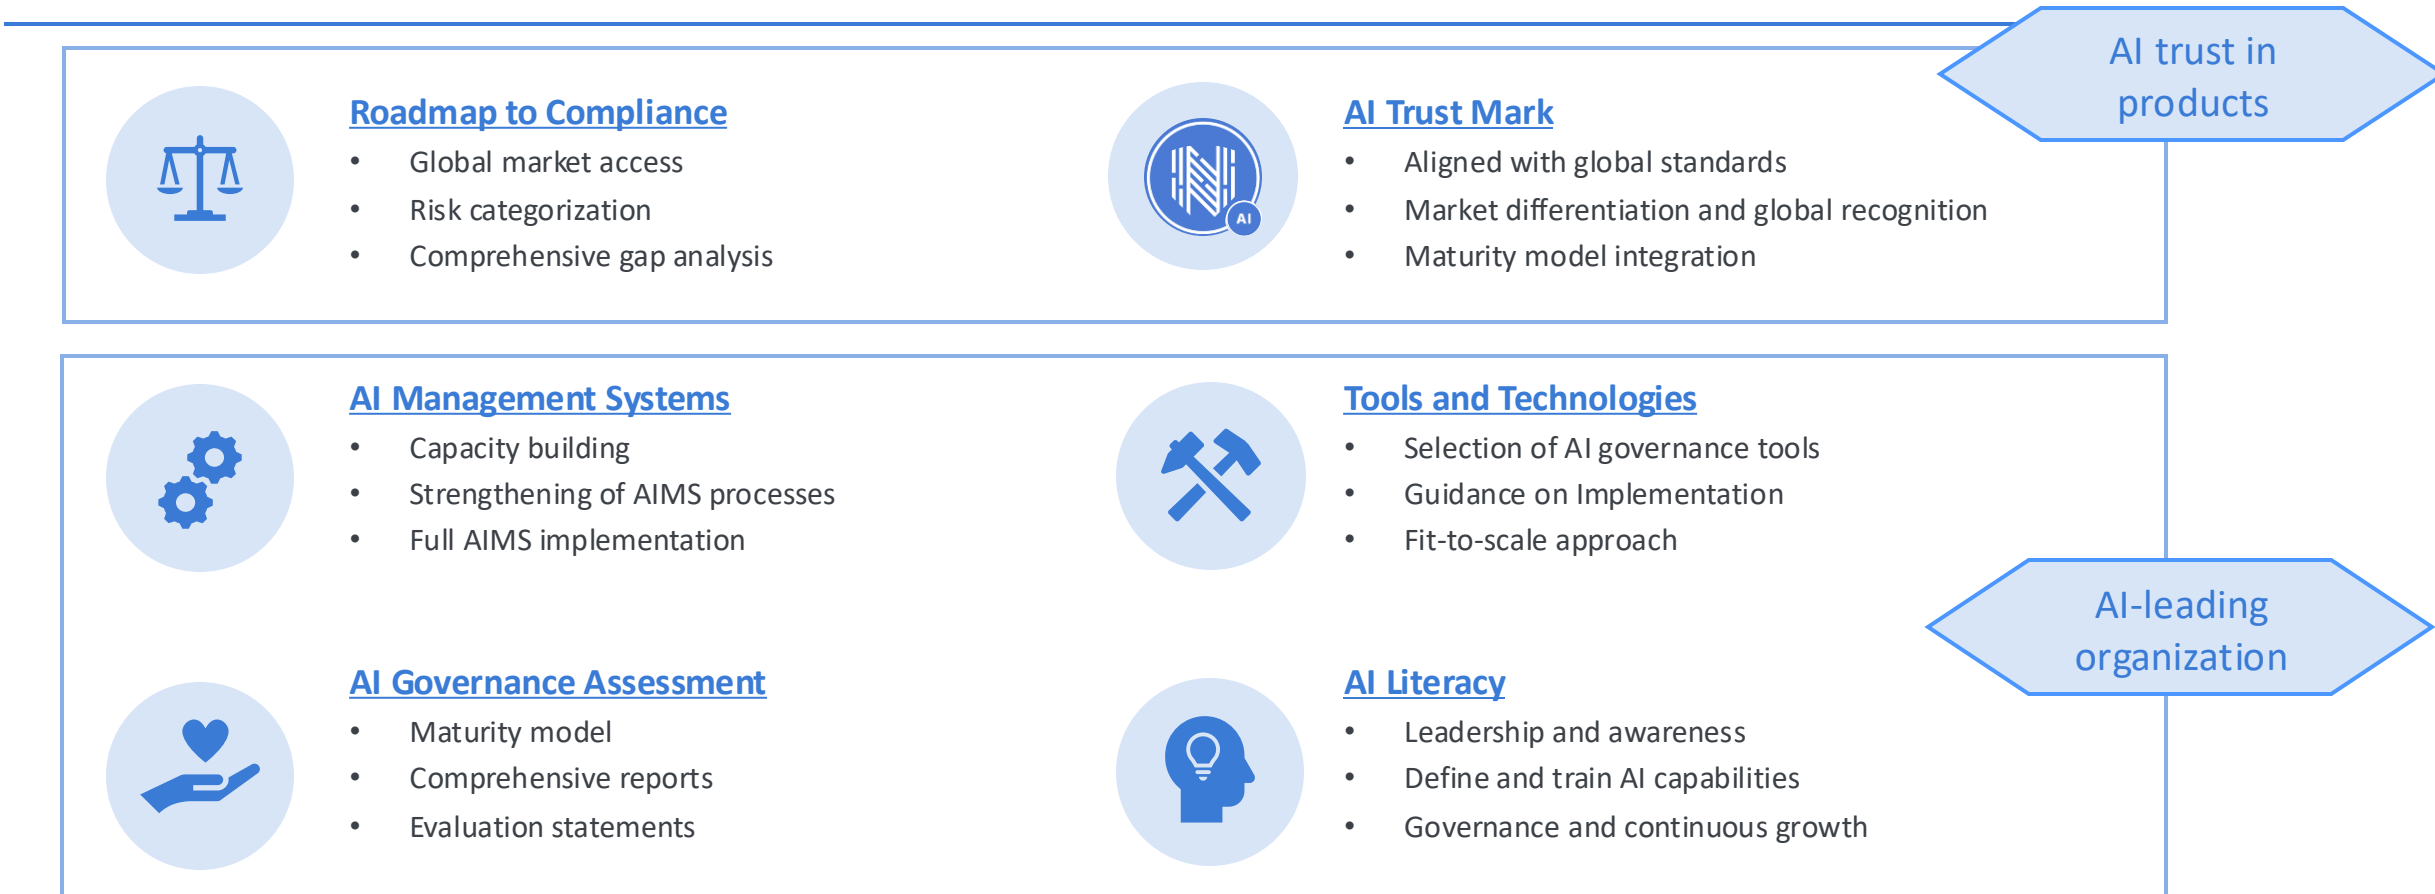 AI trust in
products
Roadmap to Compliance
• Global market access
• Risk categorization
• Comprehensive gap analysis
AI Trust Mark
• Aligned with global standards
• Market differentiation and global recognition
• Maturity model integration
AI
AI Management Systems
• Capacity building
• Strengthening of AIMS processes
• Full AIMS implementation
Tools and Technologies
• Selection of AI governance tools
• Guidance on Implementation
• Fit-to-scale approach
AI-leading
organization
AI Governance Assessment
• Maturity model
• Comprehensive reports
• Evaluation statements
AI Literacy
• Leadership and awareness
• Define and train AI capabilities
• Governance and continuous growth